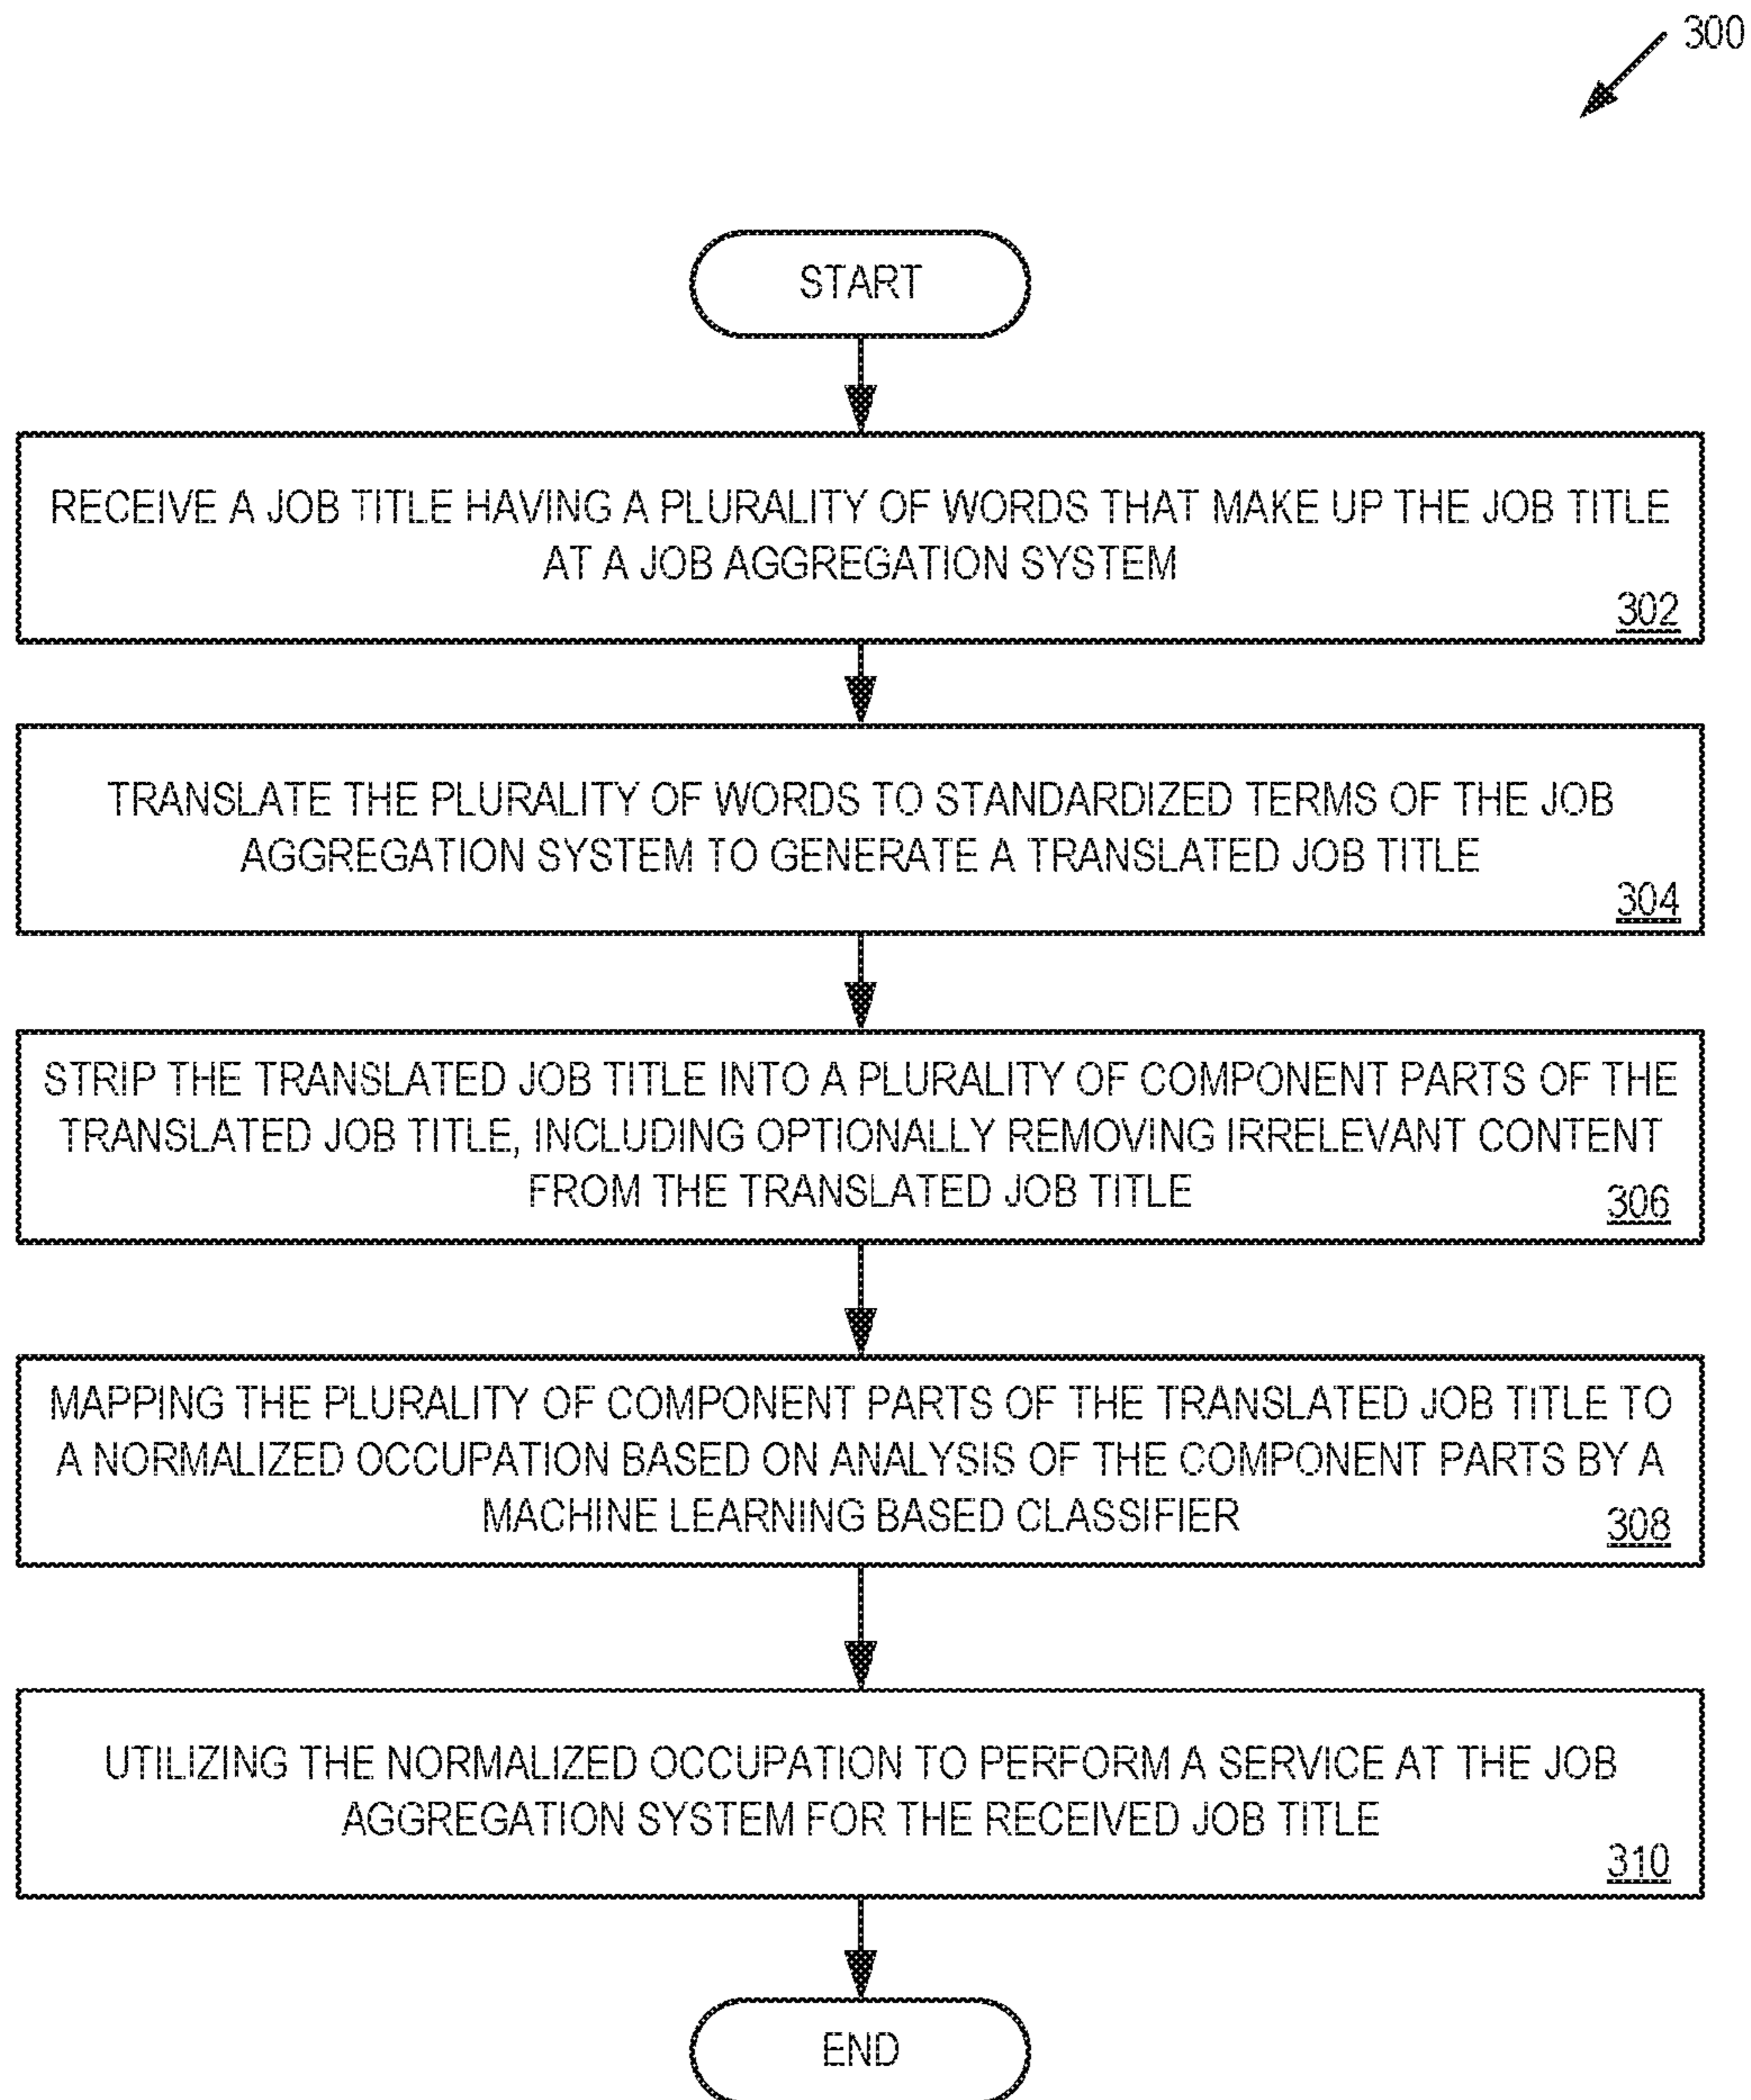 300
START
RECEIVE A JOB TITLE HAVING A PLURALITY OF WORDS THAT MAKE UP THE JOB TITLE
AT A JOB AGGREGATION SYSTEM
302
TRANSLATE THE PLURALITY OF WORDS TO STANDARDIZED TERMS OF THE JOB
AGGREGATION SYSTEM TO GENERATE A TRANSLATED JOB TITLE
304
STRIP THE TRANSLATED JOB TITLE INTO A PLURALITY OF COMPONENT PARTS OF THE
TRANSLATED JOB TITLE, INCLUDING OPTIONALLY REMOVING IRRELEVANT CONTENT
FROM THE TRANSLATED JOB TITLE
306
MAPPING THE PLURALITY OF COMPONENT PARTS OF THE TRANSLATED JOB TITLE TO
A NORMALIZED OCCUPATION BASED ON ANALYSIS OF THE COMPONENT PARTS BY A
MACHINE LEARNING BASED CLASSIFIER
308
UTILIZING THE NORMALIZED OCCUPATION TO PERFORM A SERVICE AT THE JOB
AGGREGATION SYSTEM FOR THE RECEIVED JOB TITLE
310
END